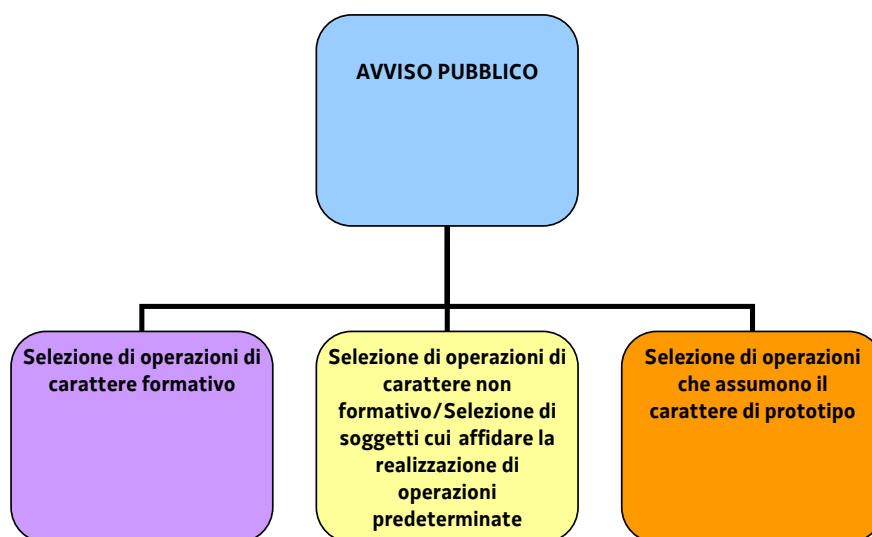 AVVISO PUBBLICO
Selezione di operazioni di
carattere formativo
Selezione di operazioni di
carattere non
formativo/Selezione di
soggetti cui affidare la
realizzazione di
operazioni
predeterminate
Selezione di operazioni
che assumono il
carattere di prototipo